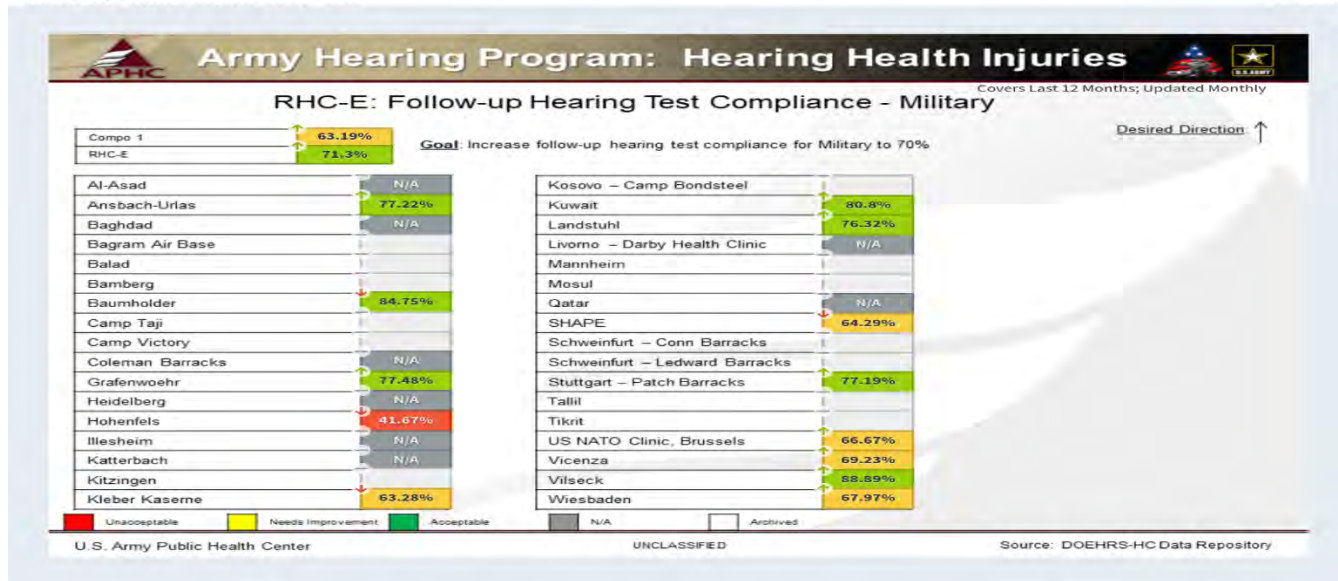 APHC
Army Hearing Program: Hearing Health Injuries
U.S. ARMY
Covers Last 12 Months; Updated Monthly
RHC-E: Follow-up Hearing Test Compliance - Military
Desired Direction
Compo 1 63.19%
RHC-E 71.3%
Goal: Increase follow-up hearing test compliance for Military to 70%
Al-Asad N/A
Ansbach-Urlas 77.22%
Baghdad N/A
Bagram Air Base
Balad
Bamberg
Baumholder 84.75%
Camp Taji
Camp Victory
Coleman Barracks N/A
Grafenwoehr 77.48%
Heidelberg N/A
Hohenfels 41.67%
Illesheim N/A
Katterbach N/A
Kitzingen
Kleber Kaserne 63.28%
Kosovo – Camp Bondsteel
Kuwait 80.8%
Landstuhl 76.32%
Livorno – Darby Health Clinic N/A
Mannheim
Mosul
Qatar N/A
SHAPE 64.29%
Schweinfurt – Conn Barracks
Schweinfurt – Ledward Barracks
Stuttgart – Patch Barracks 77.19%
Tallil
Tikrit
US NATO Clinic, Brussels 66.67%
Vicenza 69.23%
Vilseck 88.89%
Wiesbaden 67.97%
Unacceptable Needs Improvement Acceptable N/A Archived
U.S. Army Public Health Center UNCLASSIFIED Source: DOEHRS-HC Data Repository